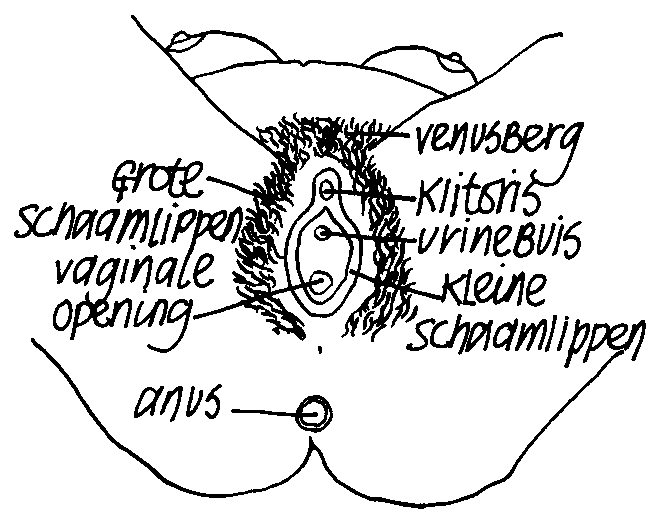 venusberg
grote
schaamlippen
klitoris
urinebuis
vaginale
opening
kleine
schaamlippen
anus